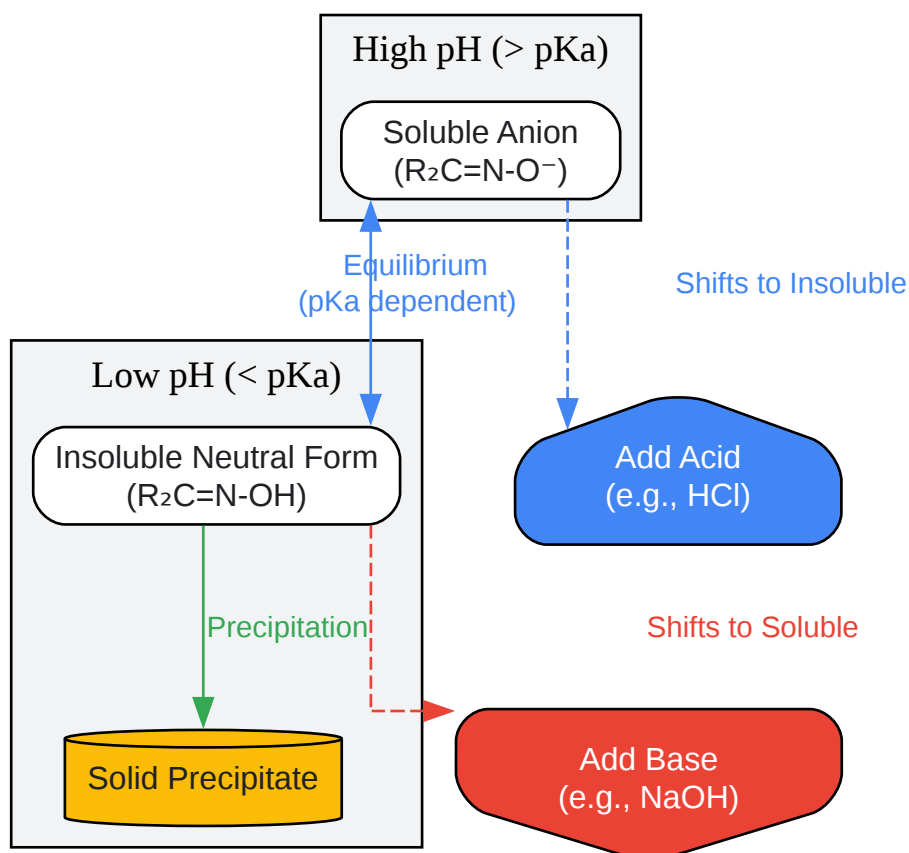 High pH (> pKa)
Soluble Anion
(R₂C=N-O⁻)
Equilibrium
(pKa dependent)
Shifts to Insoluble
Low pH (< pKa)
Insoluble Neutral Form
(R₂C=N-OH)
Add Acid
(e.g., HCl)
Precipitation
Shifts to Soluble
Solid Precipitate
Add Base
(e.g., NaOH)